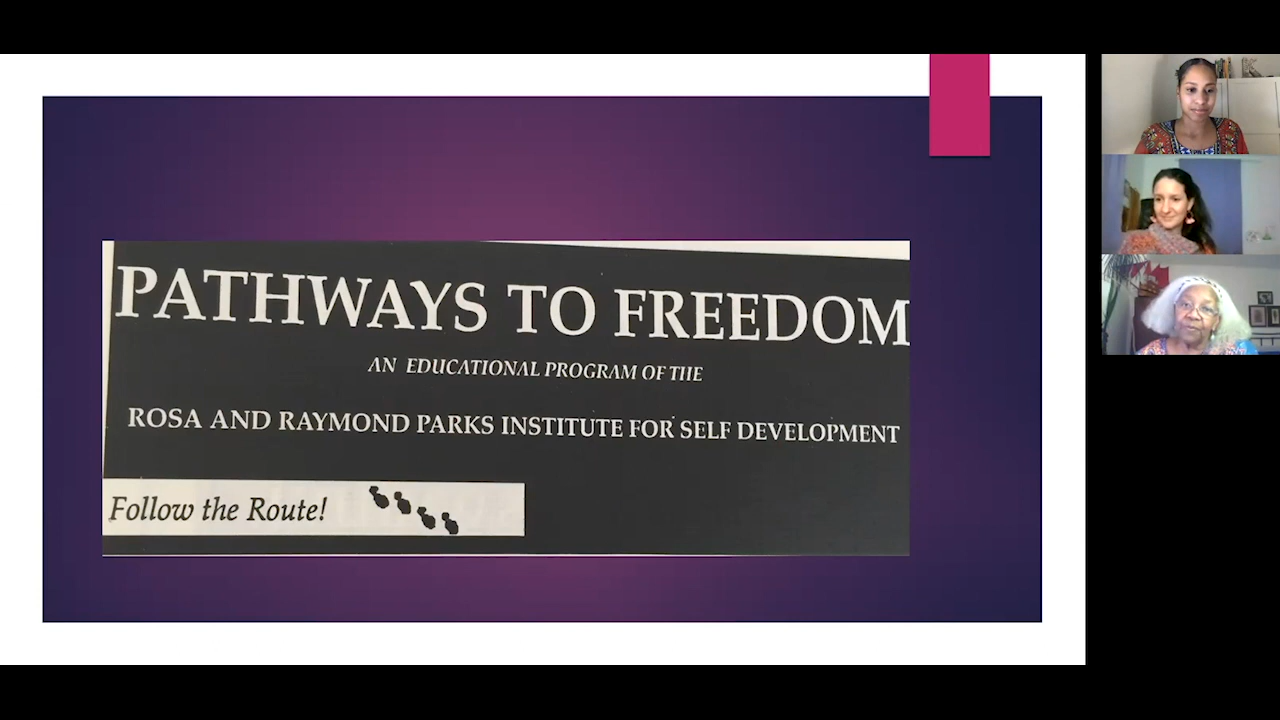 PATHWAYS TO FREEDOM
AN EDUCATIONAL PROGRAM OF THE
ROSA AND RAYMOND PARKS INSTITUTE FOR SELF DEVELOPMENT
Follow the Route!